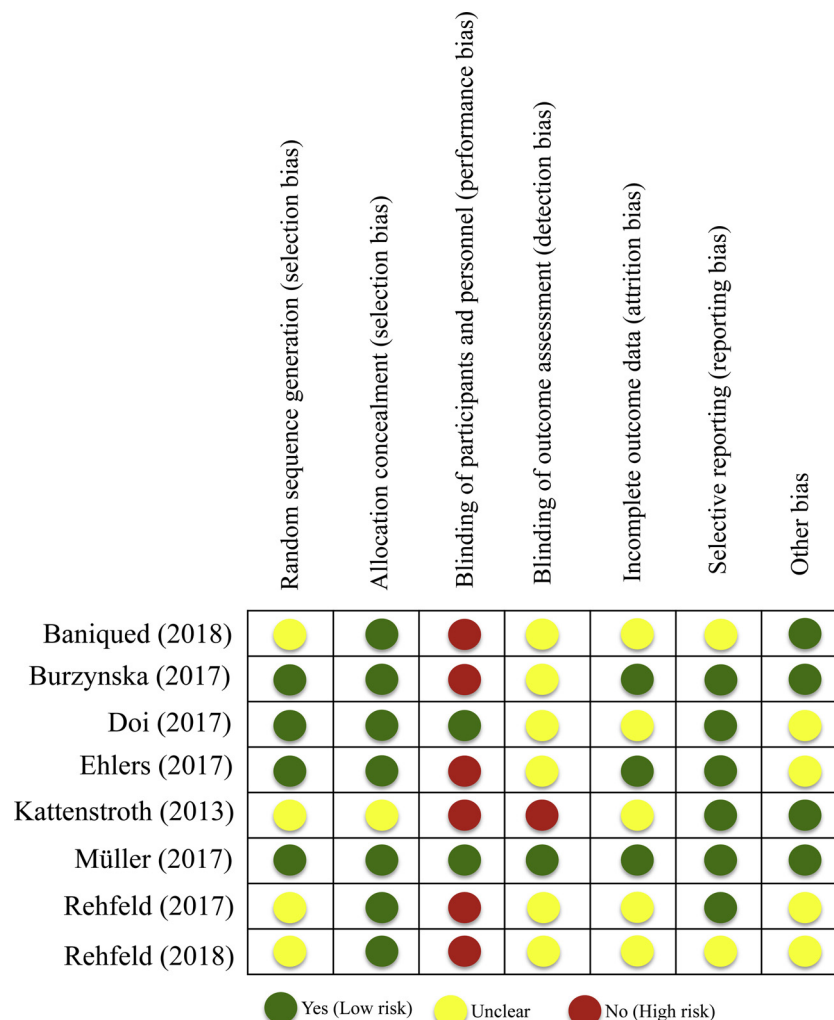 Random sequence generation (selection bias)
Allocation concealment (selection bias)
Blinding of participants and personnel (performance bias)
Blinding of outcome assessment (detection bias)
Incomplete outcome data (attrition bias)
Selective reporting (reporting bias)
Other bias
Baniqued (2018)
Burzynska (2017)
Doi (2017)
Ehlers (2017)
Kattenstroth (2013)
Müller (2017)
Rehfeld (2017)
Rehfeld (2018)
Yes (Low risk) Unclear No (High risk)